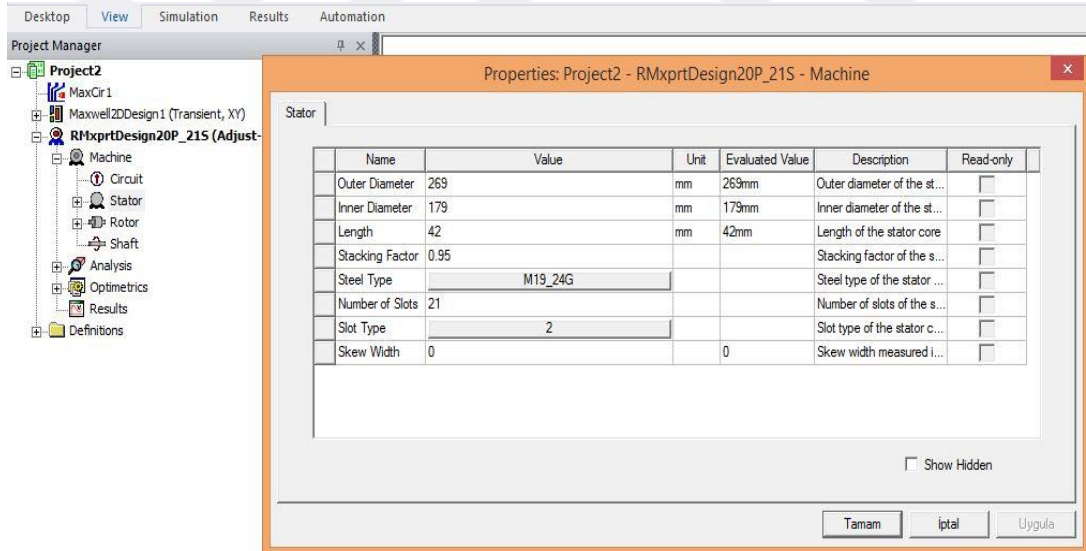 Desktop View Simulation Results Automation
Project Manager
Project2
MaxCir1
Maxwell2DDesign1 (Transient, XY)
RMxprtDesign20P_21S (Adjust-
Machine
Circuit
Stator
Rotor
Shaft
Analysis
Optimetrics
Results
Definitions
Properties: Project2 - RMxprtDesign20P_21S - Machine
Stator
Name Value Unit Evaluated Value Description Read-only
Outer Diameter 269 mm 269mm Outer diameter of the st...
Inner Diameter 179 mm 179mm Inner diameter of the st...
Length 42 mm 42mm Length of the stator core
Stacking Factor 0.95 Stacking factor of the s...
Steel Type M19_24G Steel type of the stator ...
Number of Slots 21 Number of slots of the s...
Slot Type 2 Slot type of the stator c...
Skew Width 0 0 Skew width measured i...
Show Hidden
Tamam İptal Uygula